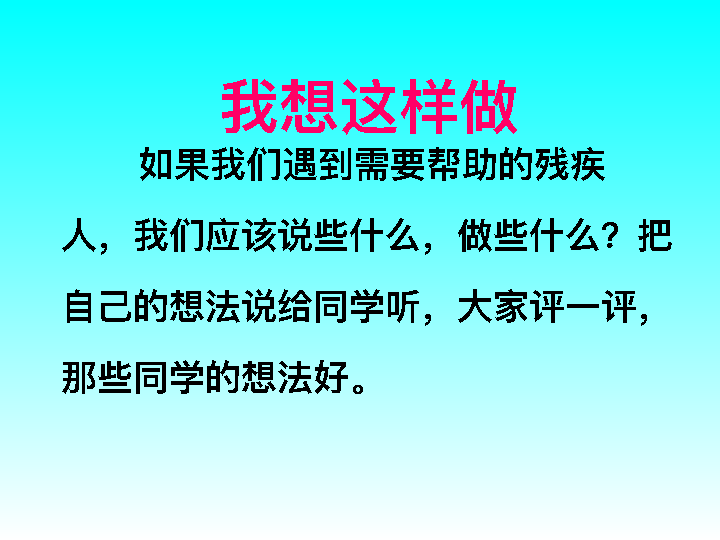 我想这样做
如果我们遇到需要帮助的残疾
人，我们应该说些什么，做些什么？把
自己的想法说给同学听，大家评一评，
那些同学的想法好。